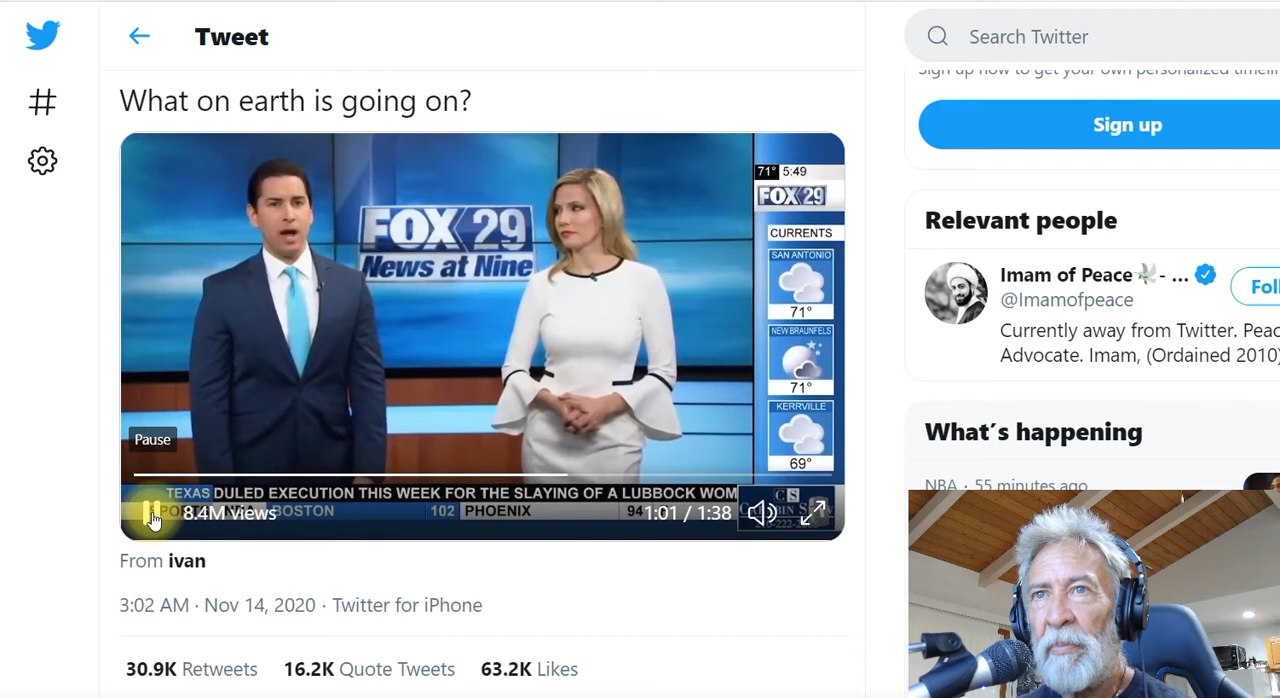 Tweet
Search Twitter
What on earth is going on?
Sign up
71° 5:49
FOX 29
CURRENTS
SAN ANTONIO
71°
NEW BRAUNFELS
71°
KERRVILLE
69°
FOX 29
News at Nine
Pause
TEXAS DULED EXECUTION THIS WEEK FOR THE SLAYING OF A LUBBOCK WOM
BOSTON 102 PHOENIX 94
8.4M views
1:01 / 1:38
From ivan
3:02 AM · Nov 14, 2020 · Twitter for iPhone
30.9K Retweets 16.2K Quote Tweets 63.2K Likes
Relevant people
Imam of Peace - ...
@Imamofpeace
Foll
Currently away from Twitter. Peac
Advocate. Imam, (Ordained 2010)
What's happening
NBA · 55 minutes ago